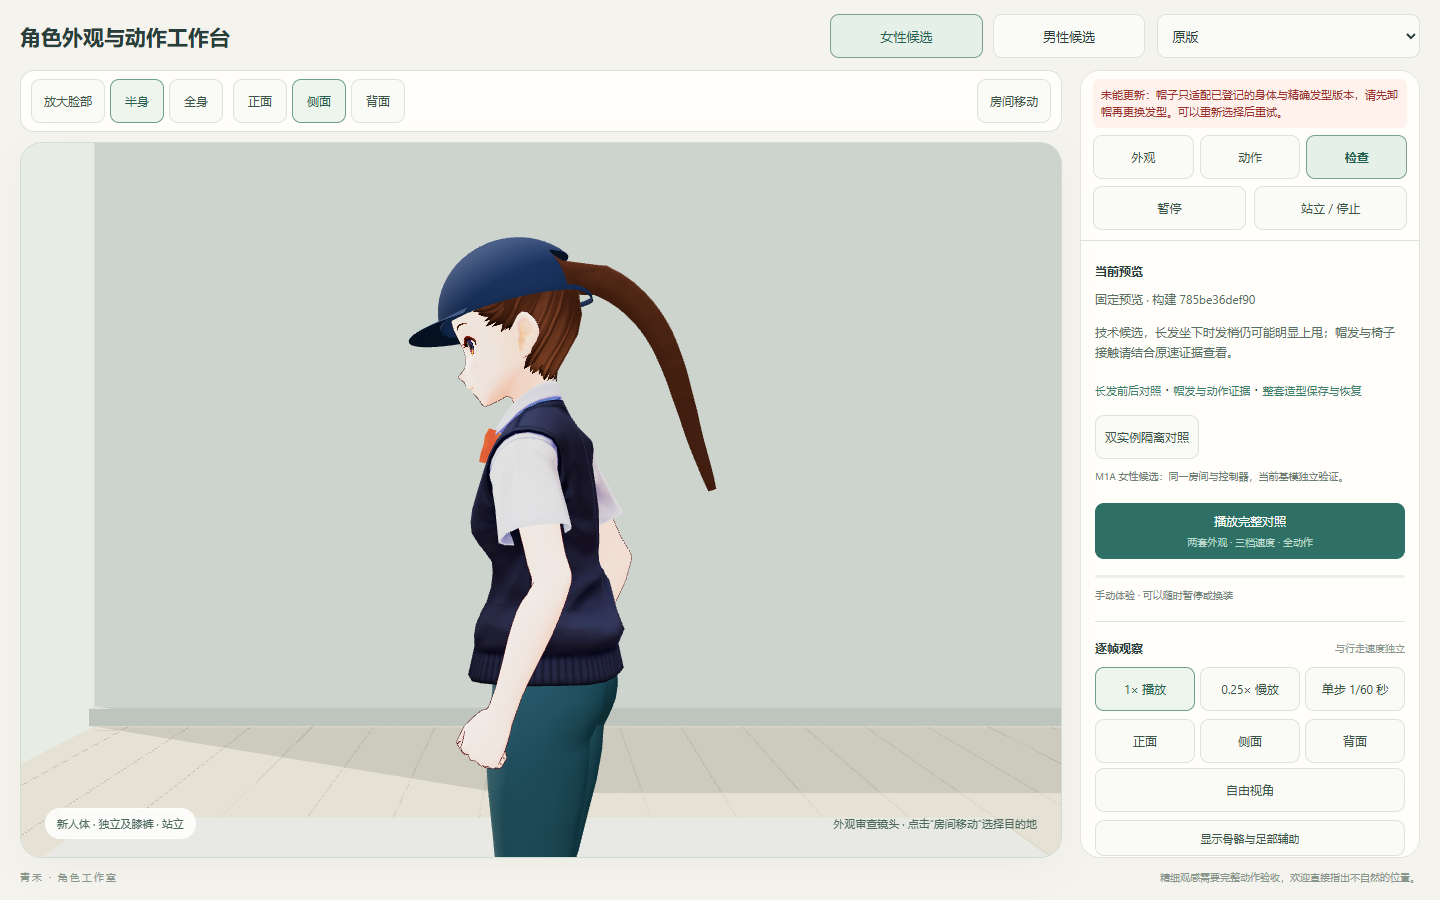 角色外观与动作工作台
女性候选
男性候选
原版
放大脸部
半身
全身
正面
侧面
背面
房间移动
未能更新：帽子只适配已登记的身体与精确发型版本，请先卸
帽再更换发型。可以重新选择后重试。
外观
动作
检查
暂停
站立 / 停止
当前预览
固定预览 · 构建 785be36def90
技术候选，长发坐下时发梢仍可能明显上甩；帽发与椅子
接触请结合原速证据查看。
长发前后对照 · 帽发与动作证据 · 整套造型保存与恢复
双实例隔离对照
M1A 女性候选：同一房间与控制器，当前基模独立验证。
播放完整对照
两套外观 · 三档速度 · 全动作
手动体验 · 可以随时暂停或换装
逐帧观察
与行走速度独立
1× 播放
0.25× 慢放
单步 1/60 秒
正面
侧面
背面
自由视角
显示骨骼与足部辅助
新人体 · 独立及膝裤 · 站立
外观审查镜头 · 点击“房间移动”选择目的地
青禾 · 角色工作室
精细观感需要完整动作验收，欢迎直接指出不自然的位置。